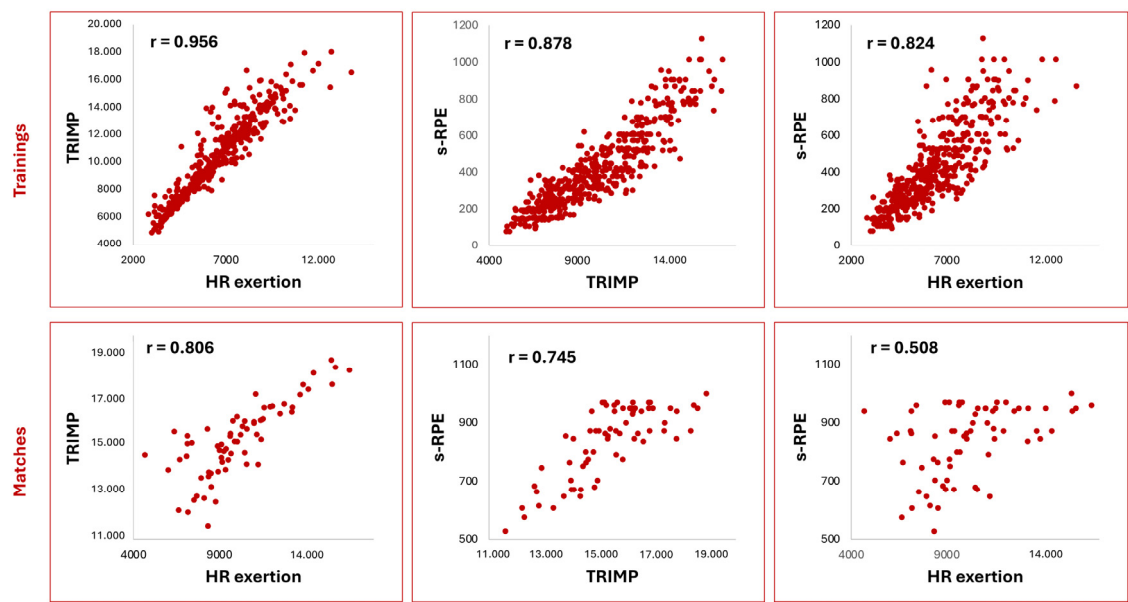 Trainings
r = 0.956
TRIMP
20.000
18.000
16.000
14.000
12.000
10.000
8000
6000
4000
2000 7000 12.000
HR exertion
r = 0.878
s-RPE
1200
1000
800
600
400
200
0
4000 9000 14.000
TRIMP
r = 0.824
s-RPE
1200
1000
800
600
400
200
0
2000 7000 12.000
HR exertion
Matches
r = 0.806
TRIMP
19.000
17.000
15.000
13.000
11.000
4000 9000 14.000
HR exertion
r = 0.745
s-RPE
1100
900
700
500
11.000 13.000 15.000 17.000 19.000
TRIMP
r = 0.508
s-RPE
1100
900
700
500
4000 9000 14.000
HR exertion